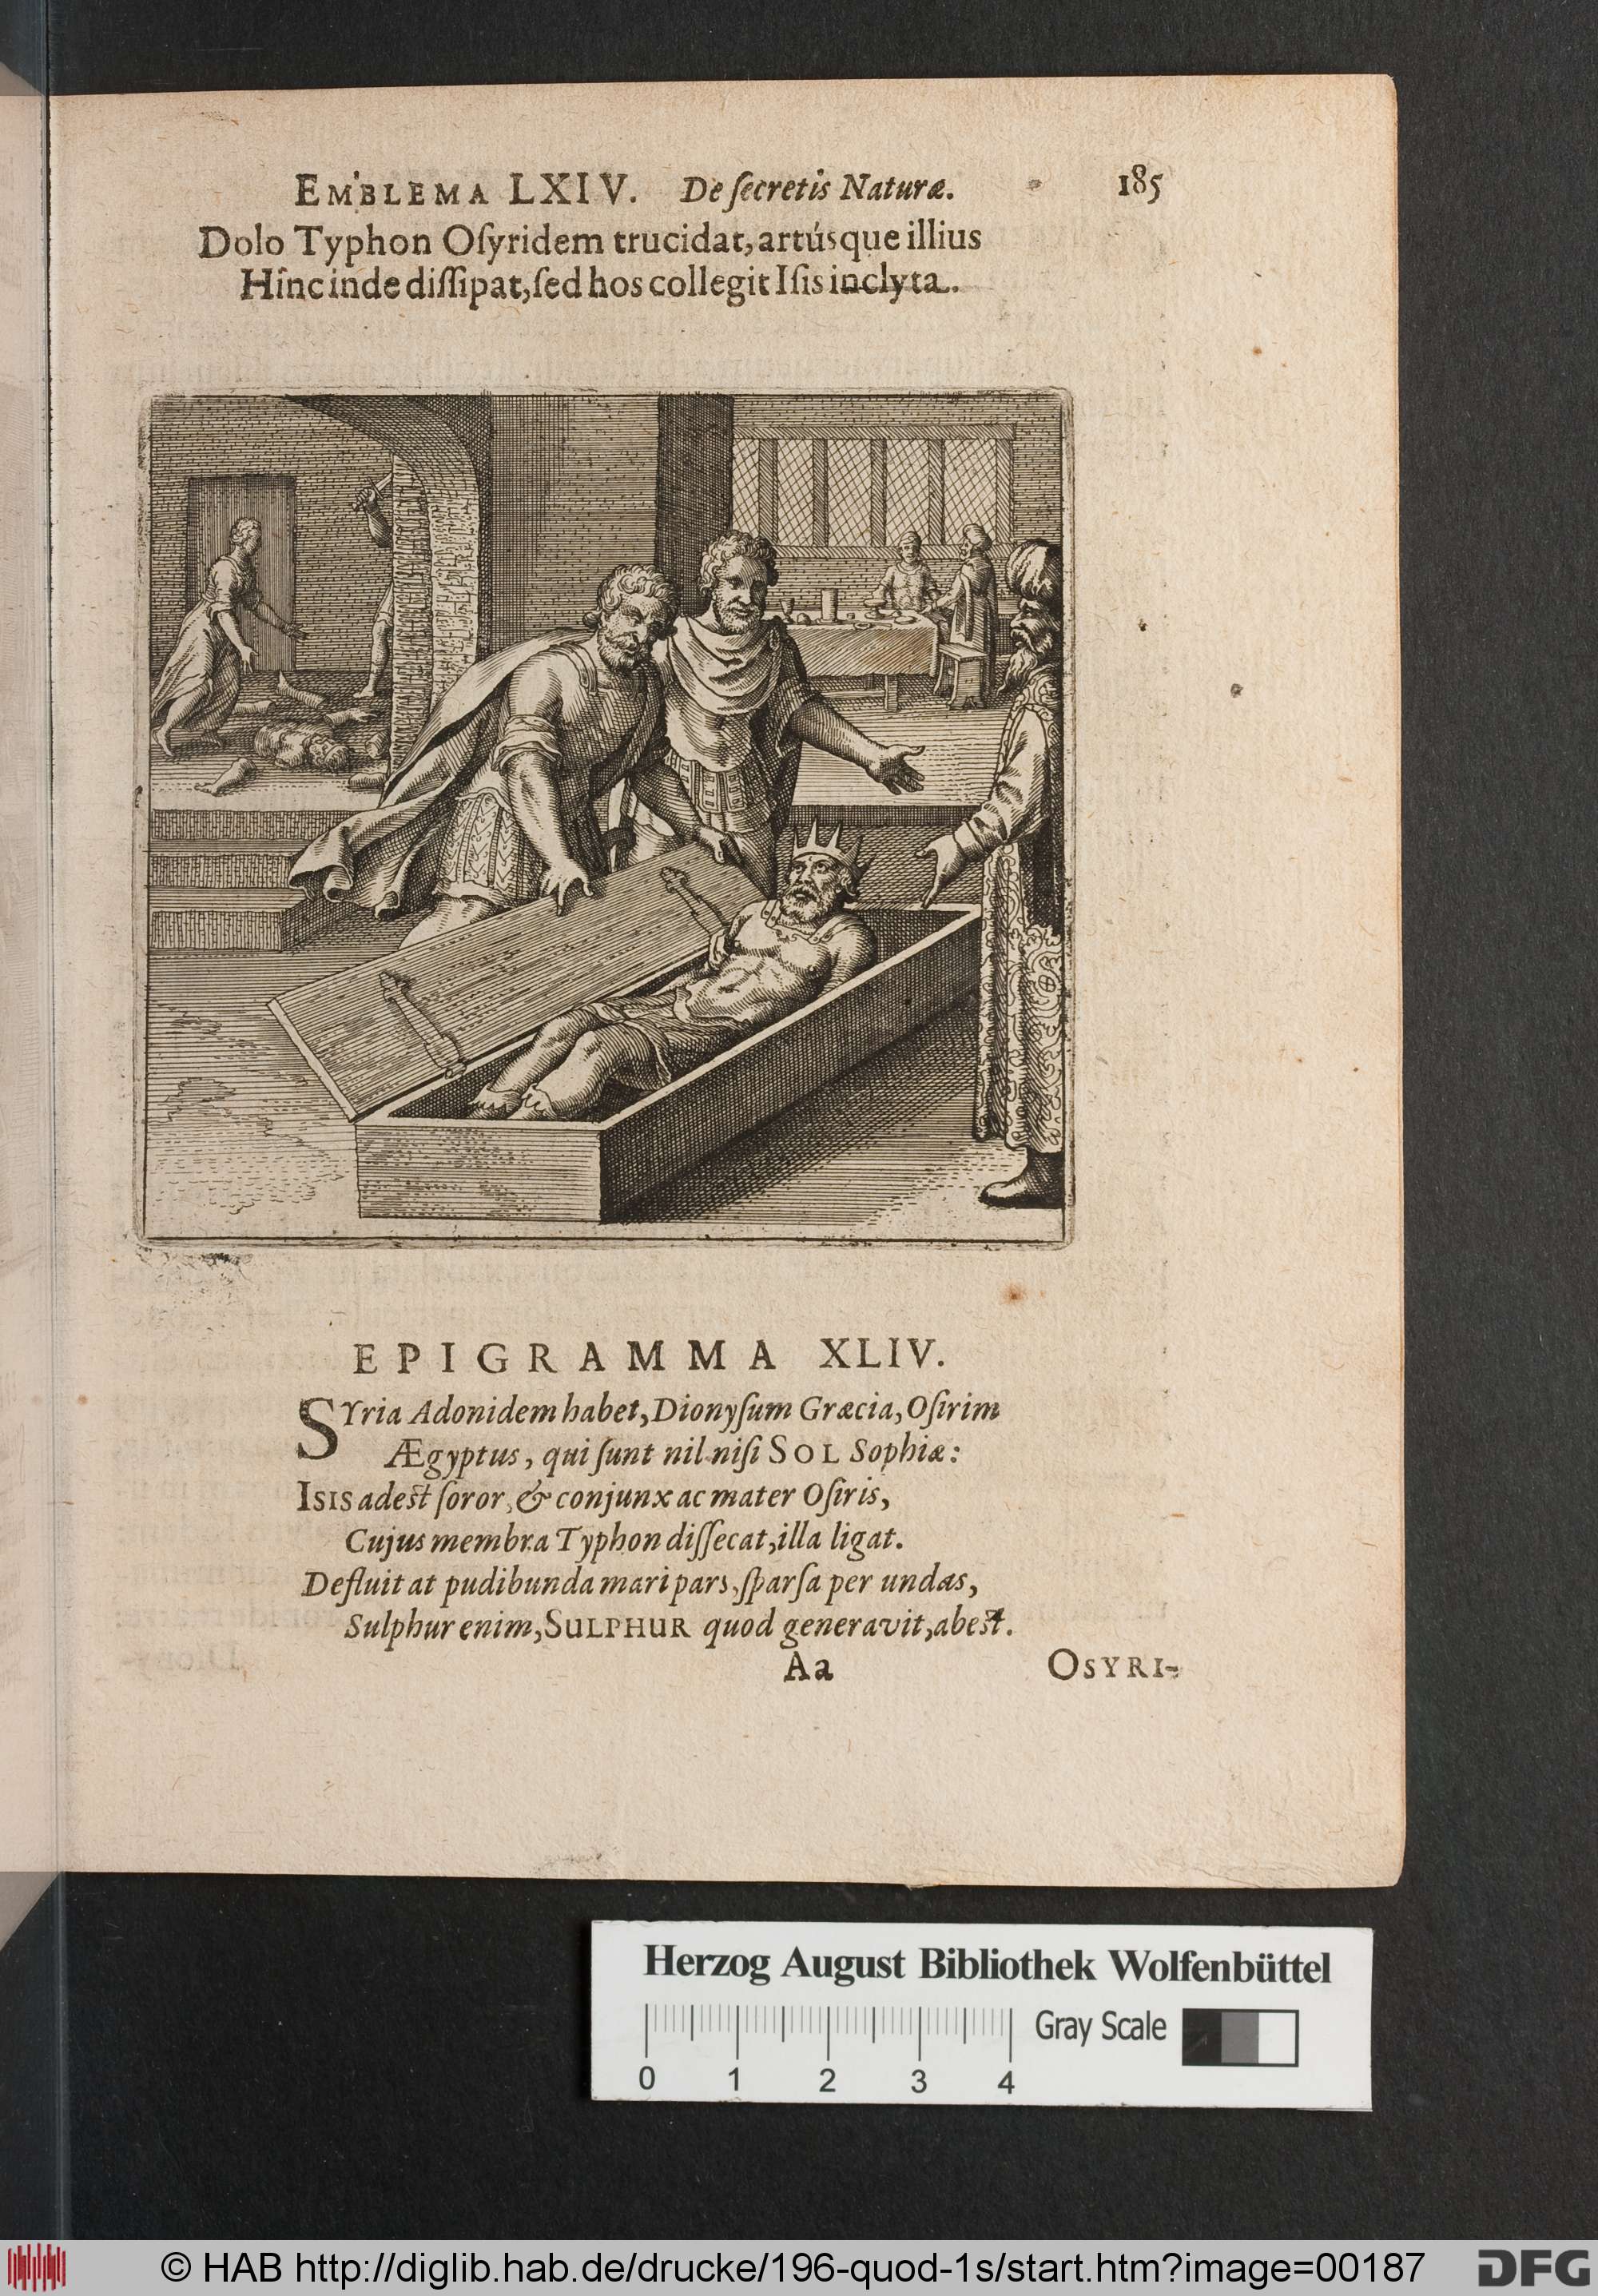 EMBLEMA LXIV. De ſecretis Naturæ. 185
Dolo Typhon Oſyridem trucidat, artúsque illius
Hinc inde diſſipat, ſed hos collegit Iſis inclyta.
EPIGRAMMA XLIV.
SYria Adonidem habet, Dionyſum Græcia, Oſirim
Ægyptus, qui ſunt nil niſi SOL Sophiæ:
ISIS adeſt ſoror, & conjunx ac mater Oſiris,
Cujus membra Typhon diſſecat, illa ligat.
Defluit at pudibunda mari pars, ſparſa per undas,
Sulphur enim, SULPHUR quod generavit, abeſt.
Aa OSYRI-
Herzog August Bibliothek Wolfenbüttel
Gray Scale
0 1 2 3 4
© HAB http://diglib.hab.de/drucke/196-quod-1s/start.htm?image=00187
DFG